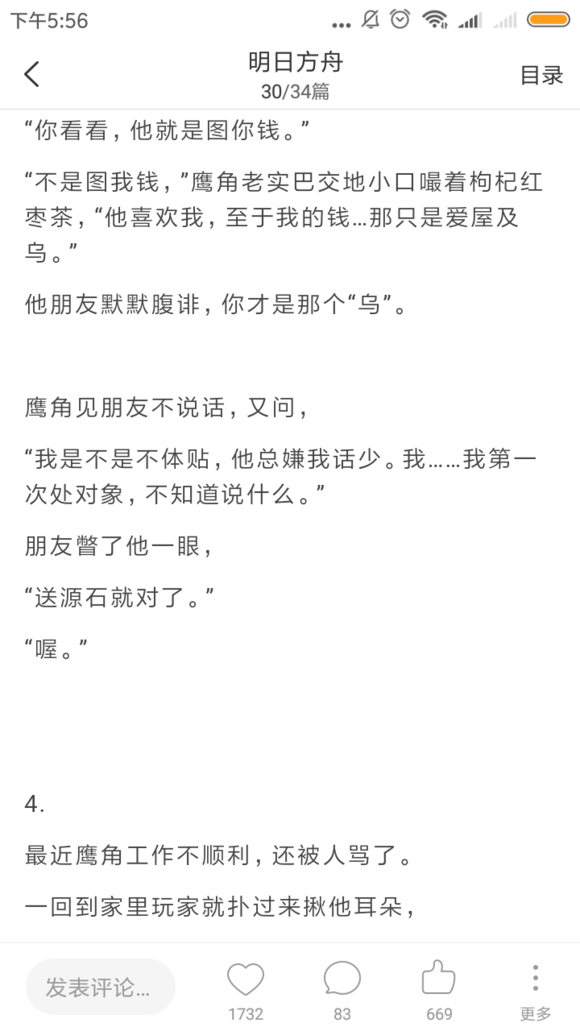 下午5:56
明日方舟
30/34篇
目录
“你看看，他就是图你钱。”
“不是图我钱，”鹰角老实巴交地小口嘬着枸杞红
枣茶，“他喜欢我，至于我的钱…那只是爱屋及
乌。”
他朋友默默腹诽，你才是那个“乌”。
鹰角见朋友不说话，又问，
“我是不是不体贴，他总嫌我话少。我……我第一
次处对象，不知道说什么。”
朋友瞥了他一眼，
“送源石就对了。”
“喔。”
4.
最近鹰角工作不顺利，还被人骂了。
一回到家里玩家就扑过来揪他耳朵，
发表评论…
1732
83
669
更多